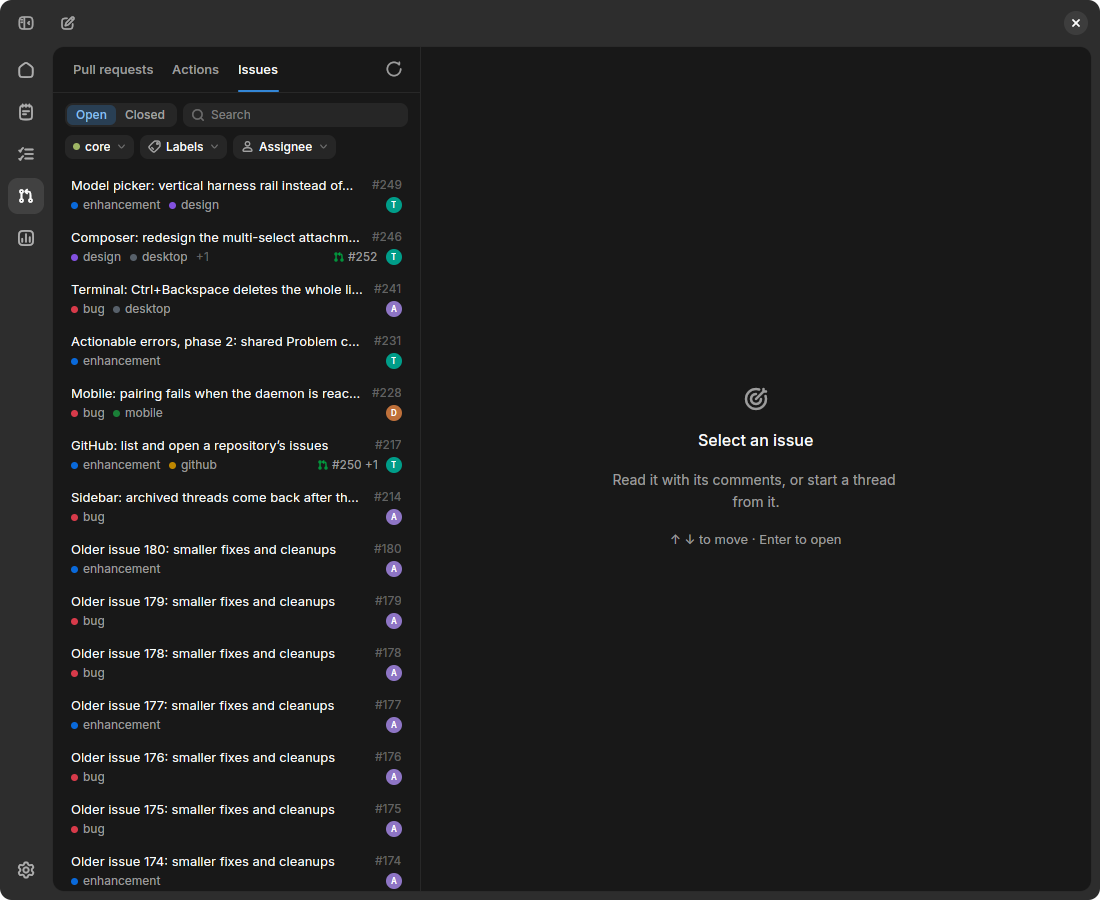 Pull requests Actions Issues
Open Closed Search
core Labels Assignee
Model picker: vertical harness rail instead of... #249
enhancement design T
Composer: redesign the multi-select attachm... #246
design desktop +1 #252 T
Terminal: Ctrl+Backspace deletes the whole li... #241
bug desktop A
Actionable errors, phase 2: shared Problem c... #231
enhancement T
Mobile: pairing fails when the daemon is reac... #228
bug mobile D
GitHub: list and open a repository’s issues #217
enhancement github #250 +1 T
Sidebar: archived threads come back after th... #214
bug A
Older issue 180: smaller fixes and cleanups #180
enhancement A
Older issue 179: smaller fixes and cleanups #179
bug A
Older issue 178: smaller fixes and cleanups #178
bug A
Older issue 177: smaller fixes and cleanups #177
enhancement A
Older issue 176: smaller fixes and cleanups #176
bug A
Older issue 175: smaller fixes and cleanups #175
bug A
Older issue 174: smaller fixes and cleanups #174
enhancement A
Select an issue
Read it with its comments, or start a thread
from it.
↑ ↓ to move · Enter to open